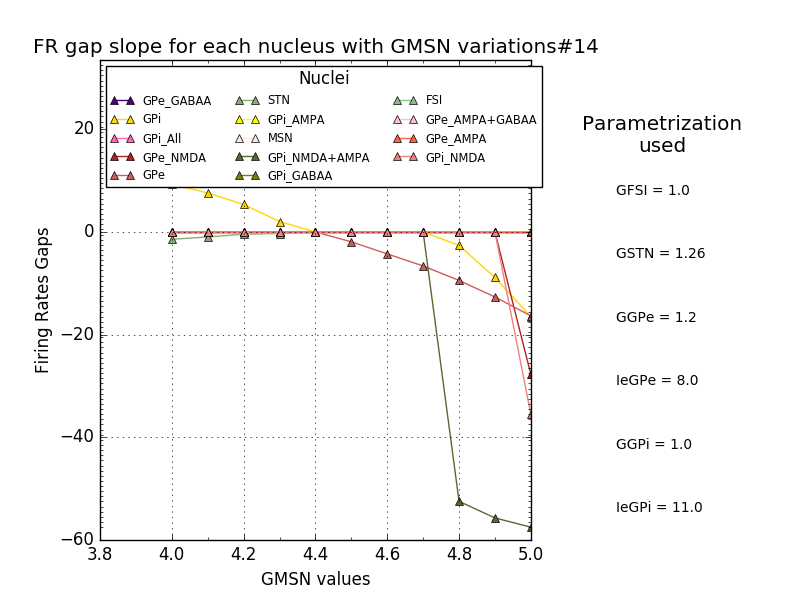 FR gap slope for each nucleus with GMSN variations#14
Nuclei
GPe_GABAA STN FSI
GPi GPi_AMPA GPe_AMPA+GABAA
GPi_All MSN GPe_AMPA
GPe_NMDA GPi_NMDA+AMPA GPi_NMDA
GPe GPi_GABAA
Parametrization
used
GFSI = 1.0
GSTN = 1.26
GGPe = 1.2
IeGPe = 8.0
GGPi = 1.0
IeGPi = 11.0
Firing Rates Gaps
20
0
−20
−40
−60
3.8 4.0 4.2 4.4 4.6 4.8 5.0
GMSN values